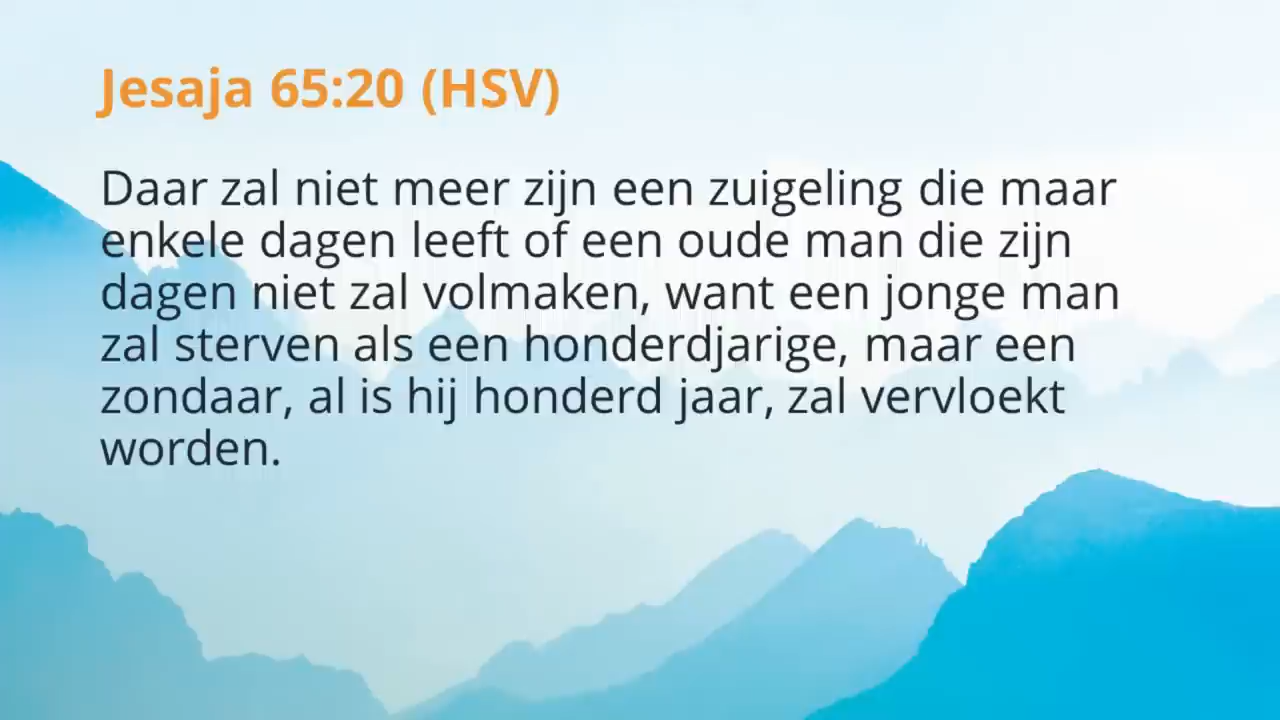 Jesaja 65:20 (HSV)
Daar zal niet meer zijn een zuigeling die maar
enkele dagen leeft of een oude man die zijn
dagen niet zal volmaken, want een jonge man
zal sterven als een honderdjarige, maar een
zondaar, al is hij honderd jaar, zal vervloekt
worden.